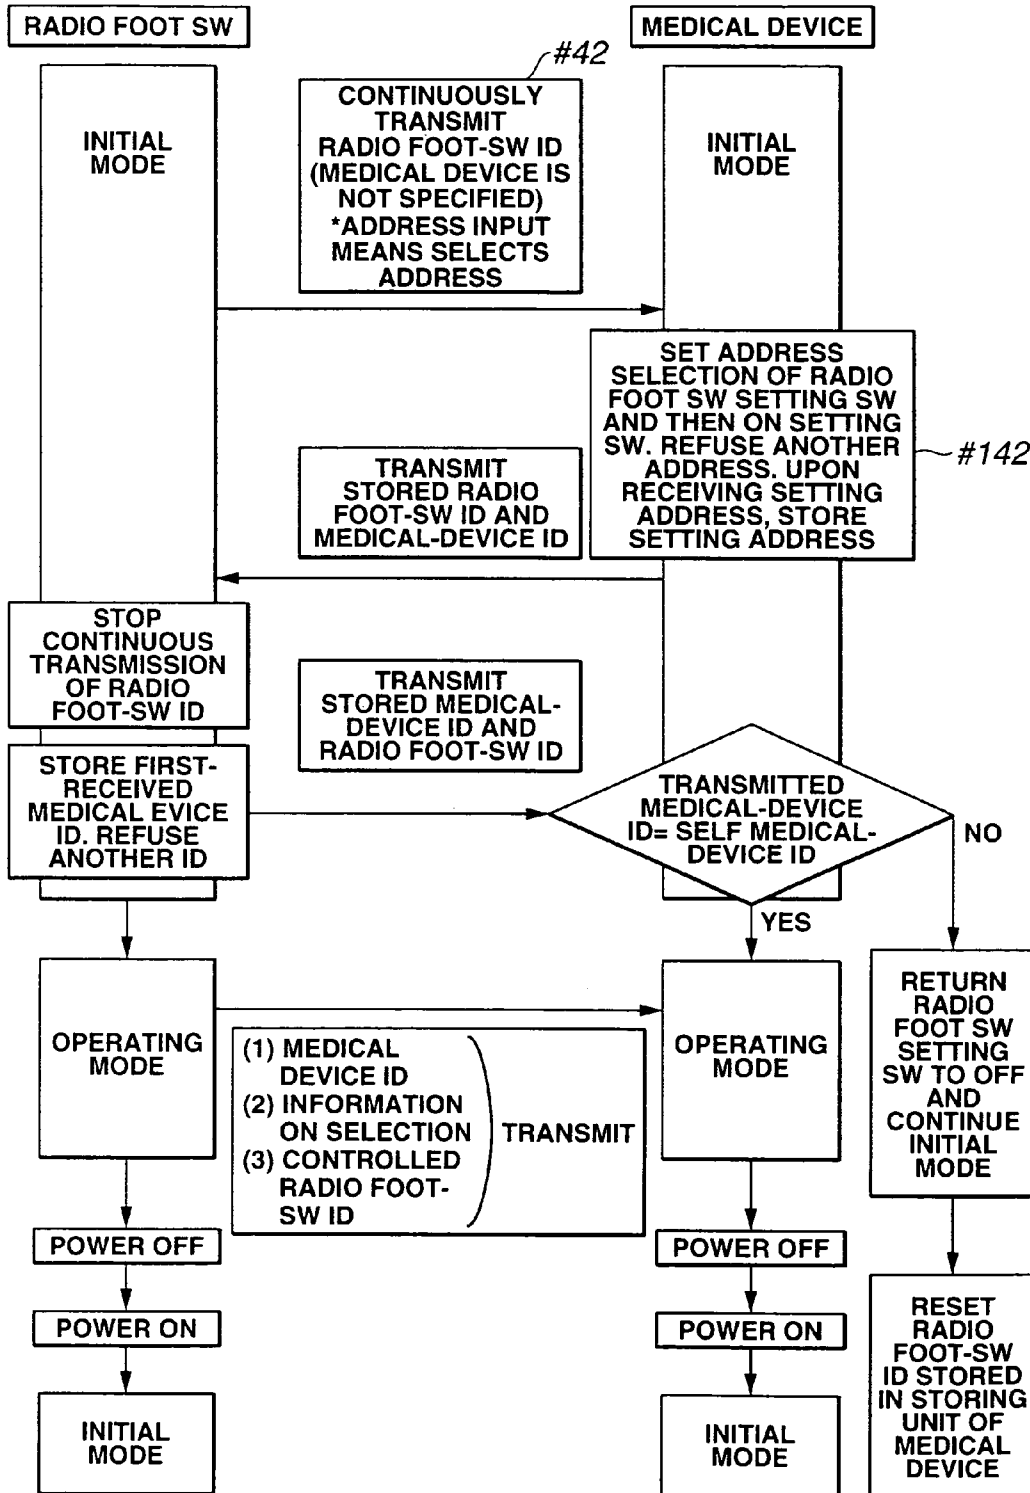 RADIO FOOT SW
MEDICAL DEVICE
#42
INITIAL
MODE
CONTINUOUSLY
TRANSMIT
RADIO FOOT-SW ID
(MEDICAL DEVICE IS
NOT SPECIFIED)
*ADDRESS INPUT
MEANS SELECTS
ADDRESS
INITIAL
MODE
SET ADDRESS
SELECTION OF RADIO
FOOT SW SETTING SW
AND THEN ON SETTING
SW. REFUSE ANOTHER
ADDRESS. UPON
RECEIVING SETTING
ADDRESS, STORE
SETTING ADDRESS
#142
TRANSMIT
STORED RADIO
FOOT-SW ID AND
MEDICAL-DEVICE ID
STOP
CONTINUOUS
TRANSMISSION
OF RADIO
FOOT-SW ID
TRANSMIT
STORED MEDICAL-
DEVICE ID AND
RADIO FOOT-SW ID
STORE FIRST-
RECEIVED
MEDICAL EVICE
ID. REFUSE
ANOTHER ID
TRANSMITTED
MEDICAL-DEVICE
ID= SELF MEDICAL-
DEVICE ID
NO
YES
OPERATING
MODE
(1) MEDICAL
DEVICE ID
(2) INFORMATION
ON SELECTION
(3) CONTROLLED
RADIO FOOT-
SW ID
TRANSMIT
OPERATING
MODE
RETURN
RADIO
FOOT SW
SETTING
SW TO OFF
AND
CONTINUE
INITIAL
MODE
POWER OFF
POWER OFF
POWER ON
POWER ON
INITIAL
MODE
INITIAL
MODE
RESET
RADIO
FOOT-SW
ID STORED
IN STORING
UNIT OF
MEDICAL
DEVICE